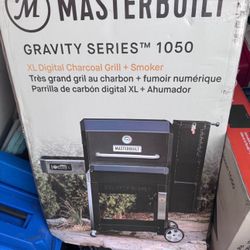 M MASTERBUILT
GRAVITY SERIES™ 1050
XL Digital Charcoal Grill + Smoker
Très grand gril au charbon + fumoir numérique
Parrilla de carbón digital XL + Ahumador
MASTERBUILT